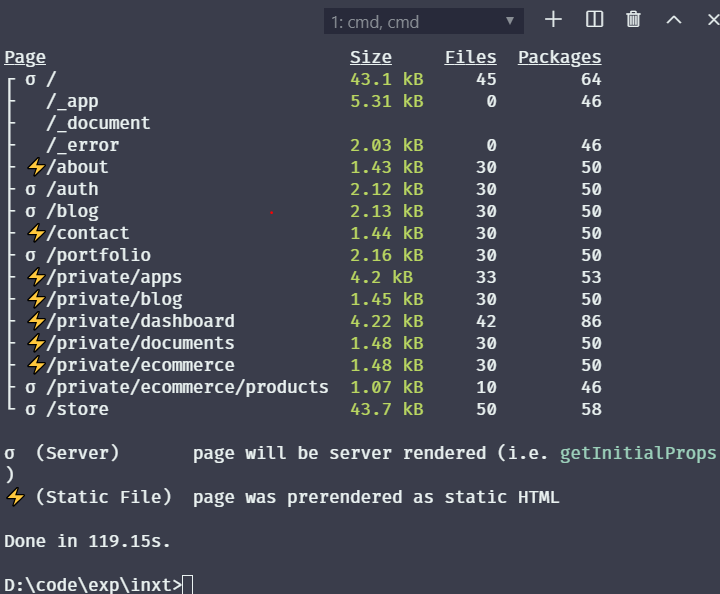 1: cmd, cmd
Page Size Files Packages
┌ σ / 43.1 kB 45 64
├ /_app 5.31 kB 0 46
├ /_document
├ /_error 2.03 kB 0 46
├ ⚡/about 1.43 kB 30 50
├ σ /auth 2.12 kB 30 50
├ σ /blog 2.13 kB 30 50
├ ⚡/contact 1.44 kB 30 50
├ σ /portfolio 2.16 kB 30 50
├ ⚡/private/apps 4.2 kB 33 53
├ ⚡/private/blog 1.45 kB 30 50
├ ⚡/private/dashboard 4.22 kB 42 86
├ ⚡/private/documents 1.48 kB 30 50
├ ⚡/private/ecommerce 1.48 kB 30 50
├ σ /private/ecommerce/products 1.07 kB 10 46
└ σ /store 43.7 kB 50 58
σ (Server) page will be server rendered (i.e. getInitialProps
)
⚡ (Static File) page was prerendered as static HTML
Done in 119.15s.
D:\code\exp\inxt>